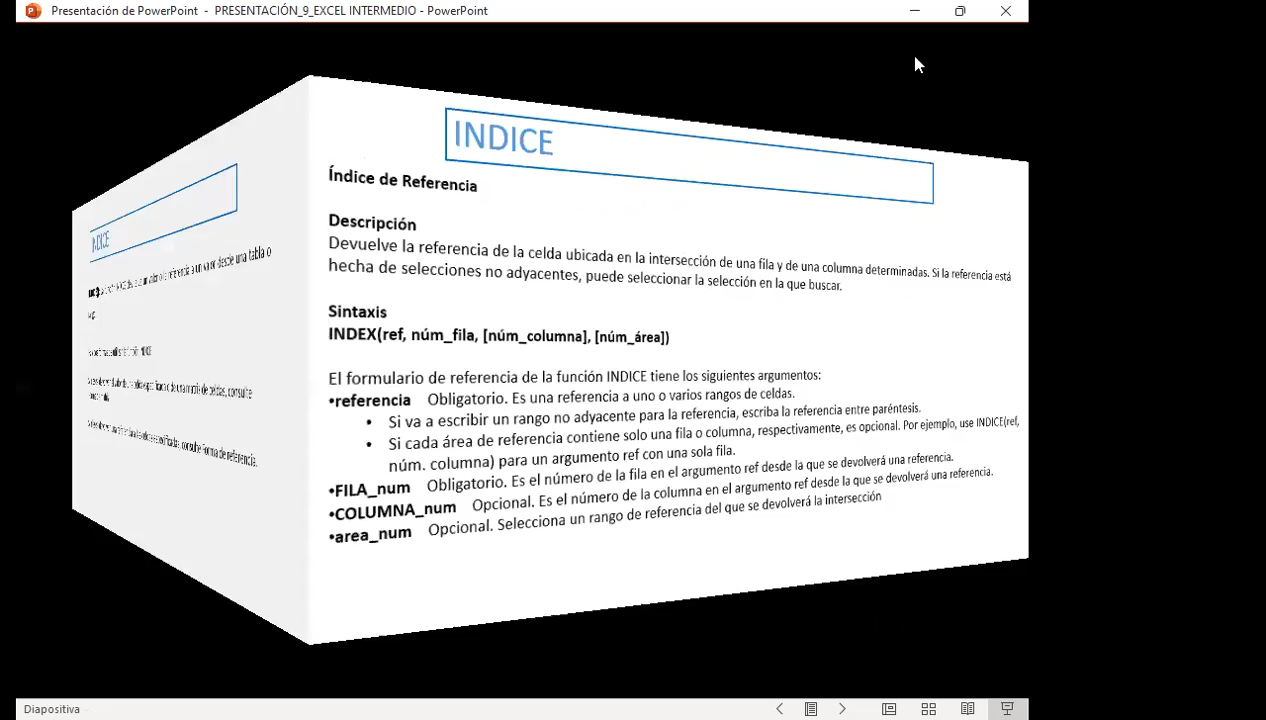 Presentación de PowerPoint - PRESENTACIÓN_9_EXCEL INTERMEDIO - PowerPoint
INDICE
desde una tabla o
consulte
consulte Forma de referencia.
INDICE
Índice de Referencia
Descripción
Devuelve la referencia de la celda ubicada en la intersección de una fila y de una columna determinadas. Si la referencia está
hecha de selecciones no adyacentes, puede seleccionar la selección en la que buscar.
Sintaxis
INDEX(ref, núm_fila, [núm_columna], [núm_área])
El formulario de referencia de la función INDICE tiene los siguientes argumentos:
•referencia Obligatorio. Es una referencia a uno o varios rangos de celdas.
• Si va a escribir un rango no adyacente para la referencia, escriba la referencia entre paréntesis.
• Si cada área de referencia contiene solo una fila o columna, respectivamente, es opcional. Por ejemplo, use INDICE(ref,
núm. columna) para un argumento ref con una sola fila.
•FILA_num Obligatorio. Es el número de la fila en el argumento ref desde la que se devolverá una referencia.
•COLUMNA_num Opcional. Es el número de la columna en el argumento ref desde la que se devolverá una referencia.
•area_num Opcional. Selecciona un rango de referencia del que se devolverá la intersección
Diapositiva